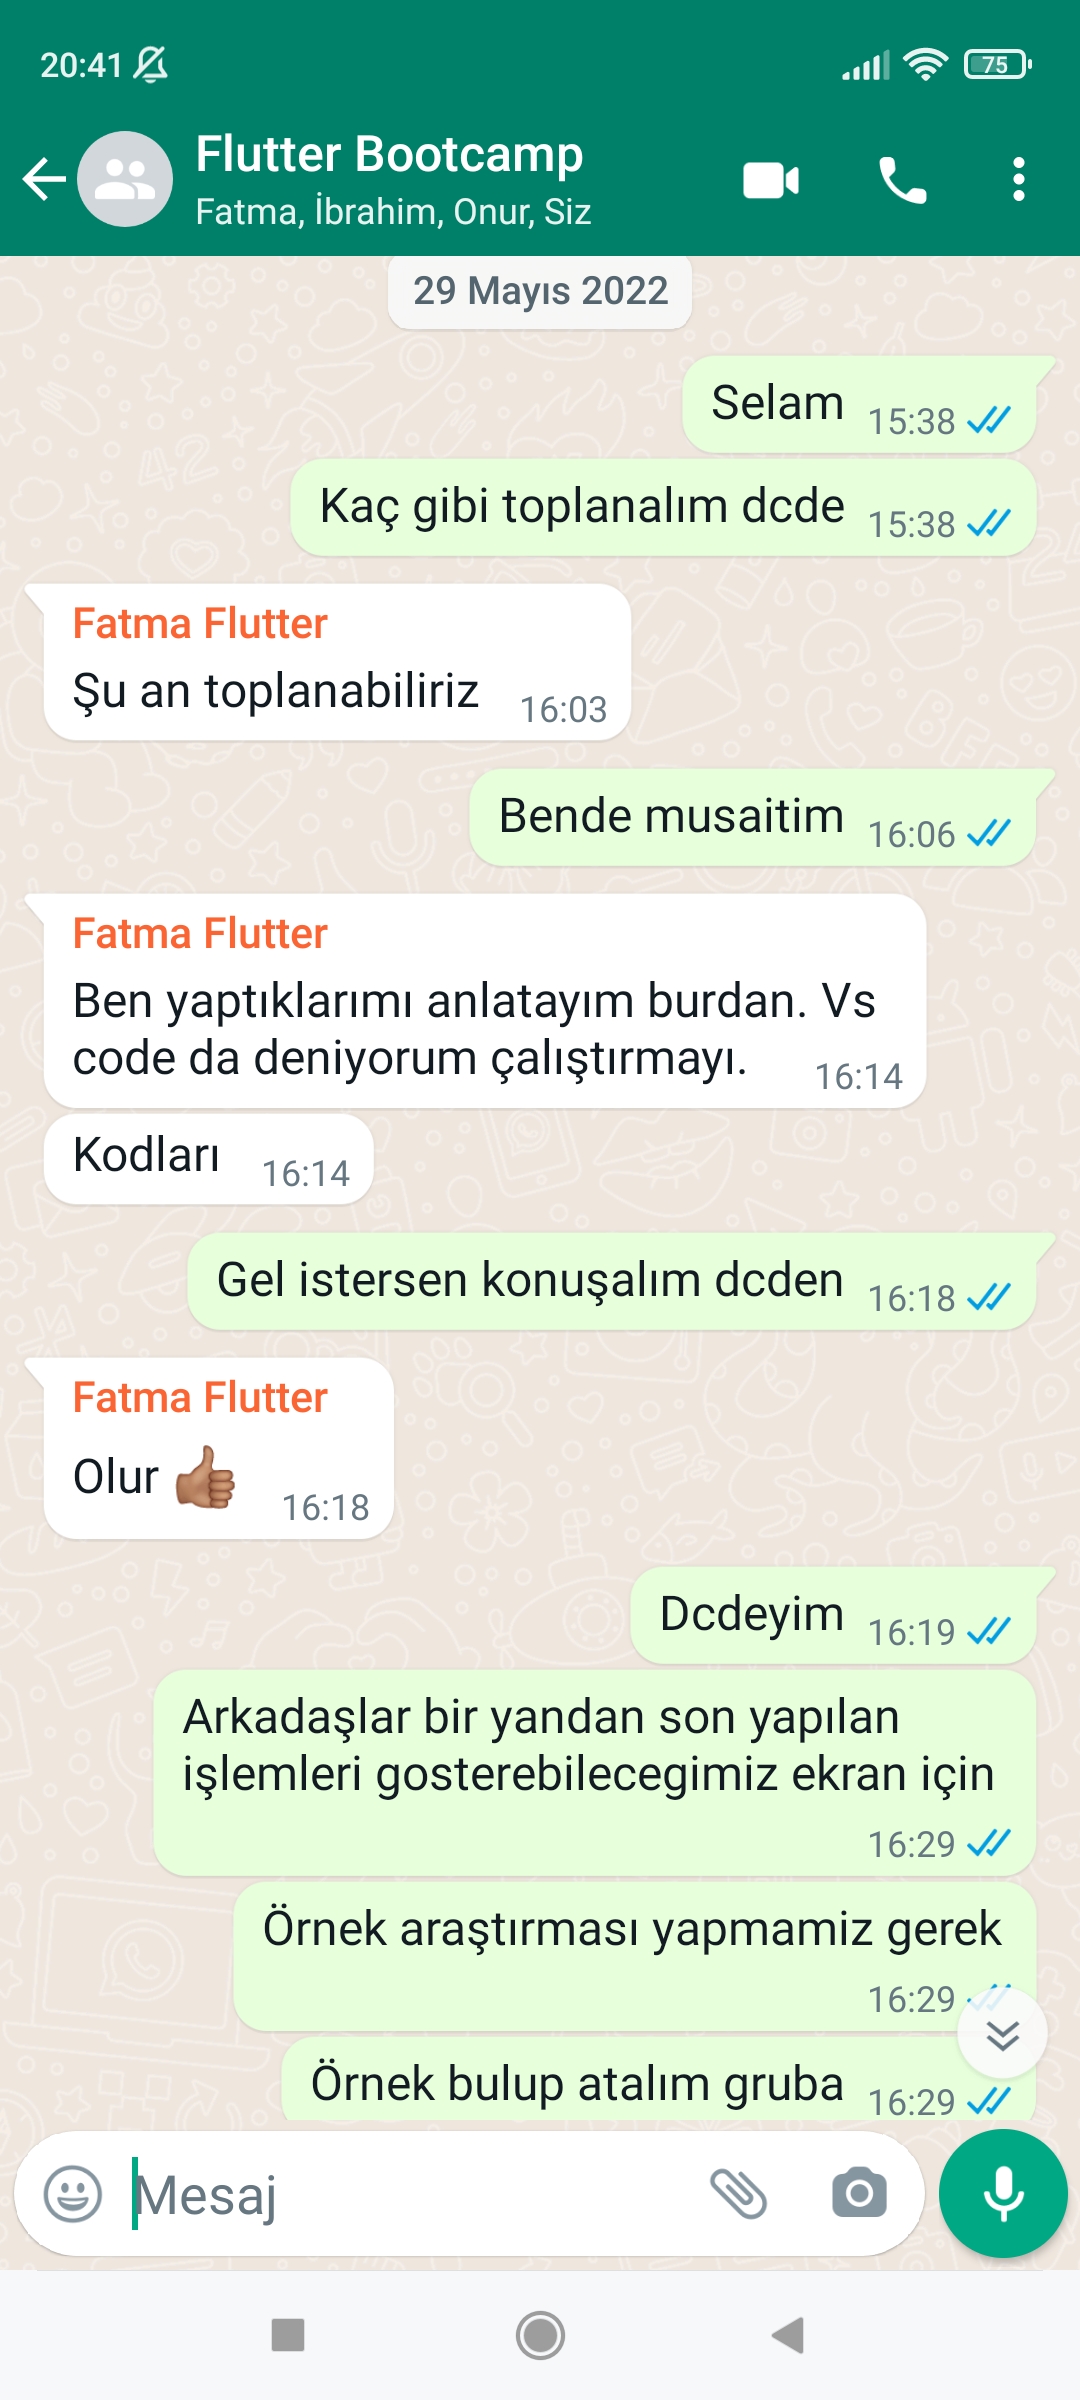 20:41
75
Flutter Bootcamp
Fatma, İbrahim, Onur, Siz
29 Mayıs 2022
Selam 15:38
Kaç gibi toplanalım dcde 15:38
Fatma Flutter
Şu an toplanabiliriz 16:03
Bende musaitim 16:06
Fatma Flutter
Ben yaptıklarımı anlatayım burdan. Vs
code da deniyorum çalıştırmayı. 16:14
Kodları 16:14
Gel istersen konuşalım dcden 16:18
Fatma Flutter
Olur 👍🏽 16:18
Dcdeyim 16:19
Arkadaşlar bir yandan son yapılan
işlemleri gosterebilecegimiz ekran için
16:29
Örnek araştırması yapmamiz gerek
16:29
Örnek bulup atalım gruba 16:29
Mesaj